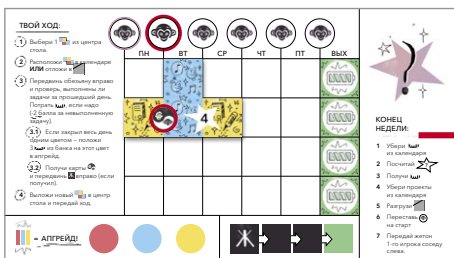 ТВОЙ ХОД:
1 Выбери 1 из центра
стола.
2 Расположи в календаре
ИЛИ отложи в
3 Передвинь обезьяну вправо
и проверь, выполнены ли
задачи за прошедший день.
Потрать если надо
(-2 балла за невыполненную
задачу).
3.1) Если закрыл весь день
одним цветом – положи
3 из банка на этот цвет
в апгрейд.
3.2) Получи карты
и передвинь вправо (если
получил).
4 Выложи новый в центр
стола и передай ход.
ПН ВТ СР ЧТ ПТ ВЫХ
4
= АПГРЕЙД!
КОНЕЦ
НЕДЕЛИ:
1 Убери
из календаря
2 Посчитай
3 Получи
4 Убери проекты
из календаря
5 Разгрузи
6 Переставь
на старт
7 Передай жетон
1-го игрока соседу
слева.